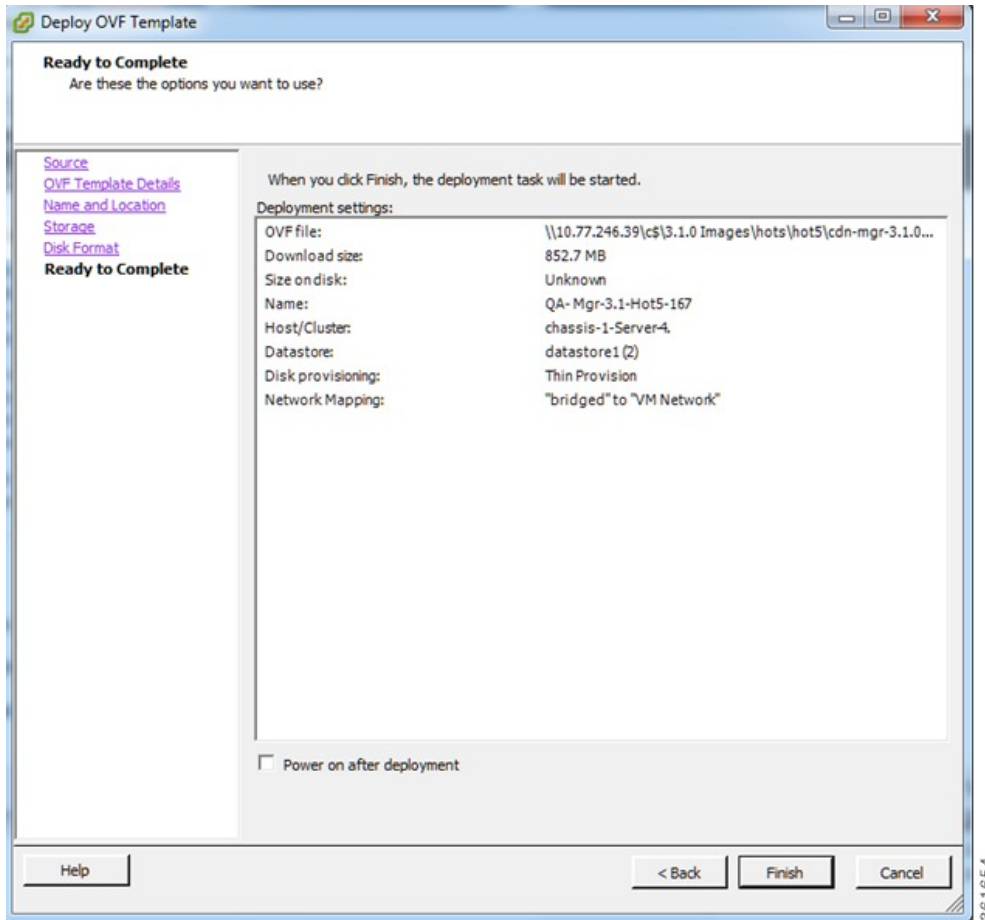 Deploy OVF Template
Ready to Complete
Are these the options you want to use?
Source
OVF Template Details
Name and Location
Storage
Disk Format
Ready to Complete
When you click Finish, the deployment task will be started.
Deployment settings:
OVF file: \\10.77.246.39\c$\3.1.0 Images\hots\hot5\cdn-mgr-3.1.0...
Download size: 852.7 MB
Size on disk: Unknown
Name: QA- Mgr-3.1-Hot5-167
Host/Cluster: chassis-1-Server-4.
Datastore: datastore1 (2)
Disk provisioning: Thin Provision
Network Mapping: "bridged" to "VM Network"
Power on after deployment
Help
< Back
Finish
Cancel
361654